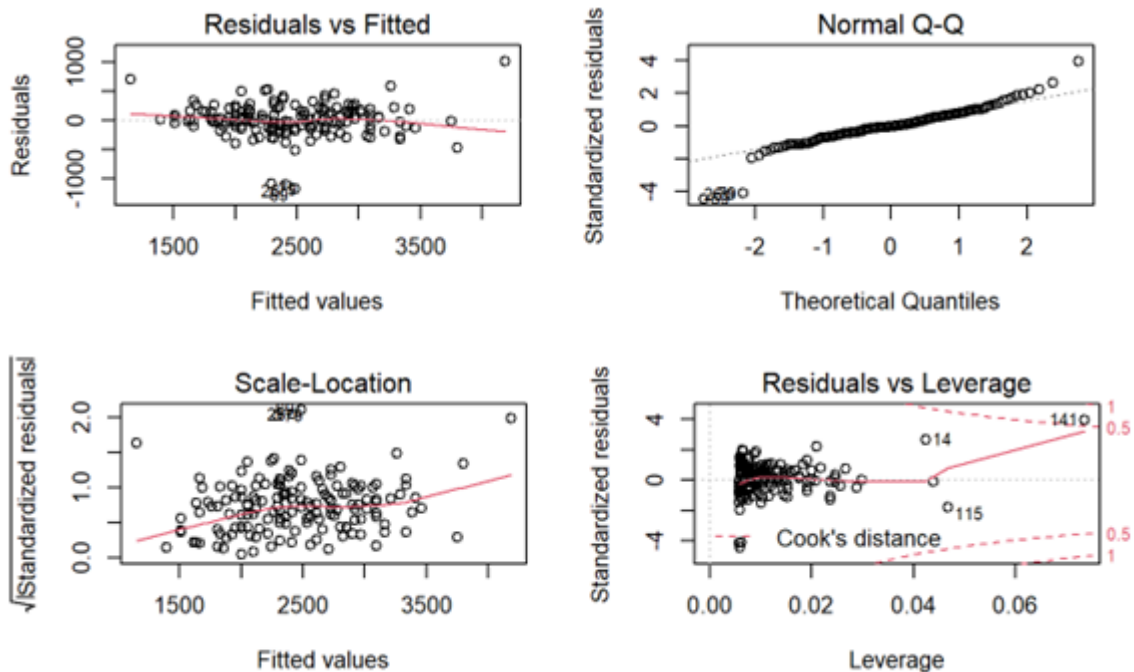 Residuals vs Fitted
Residuals
1000
0
-1000
1500
2500
3500
Fitted values
Normal Q-Q
Standardized residuals
4
2
0
-4
-2
-1
0
1
2
Theoretical Quantiles
Scale-Location
√|Standardized residuals|
2.0
1.0
0.0
1500
2500
3500
Fitted values
Residuals vs Leverage
Standardized residuals
4
0
-4
1
0.5
0.5
1
141
14
115
Cook's distance
0.00
0.02
0.04
0.06
Leverage